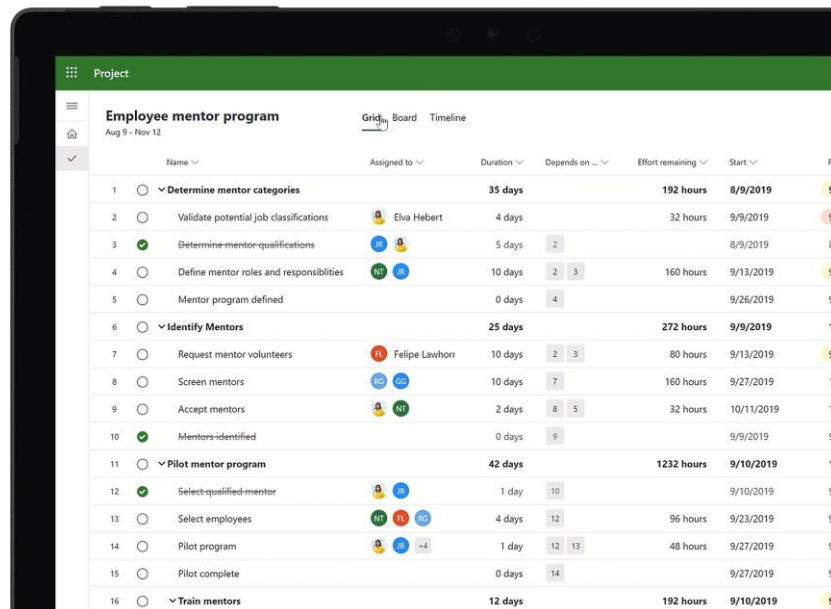 Project
Employee mentor program
Aug 9 - Nov 12
Grid Board Timeline
Name Assigned to Duration Depends on ... Effort remaining Start
1 Determine mentor categories 35 days 192 hours 8/9/2019
2 Validate potential job classifications Elva Hebert 4 days 32 hours 9/9/2019
3 Determine mentor qualifications JR 5 days 2 8/9/2019
4 Define mentor roles and responsiblities NT JR 10 days 2 3 160 hours 9/13/2019
5 Mentor program defined 0 days 4 9/26/2019
6 Identify Mentors 25 days 272 hours 9/9/2019
7 Request mentor volunteers FL Felipe Lawhorr 10 days 2 3 80 hours 9/13/2019
8 Screen mentors RG GG 10 days 7 160 hours 9/27/2019
9 Accept mentors NT 2 days 8 5 32 hours 10/11/2019
10 Mentors identified 0 days 9 9/9/2019
11 Pilot mentor program 42 days 1232 hours 9/10/2019
12 Select qualified mentor JR 1 day 10 9/10/2019
13 Select employees NT FL RG 4 days 12 96 hours 9/23/2019
14 Pilot program JR +4 1 day 12 13 48 hours 9/27/2019
15 Pilot complete 0 days 14 9/27/2019
16 Train mentors 12 days 192 hours 9/10/2019